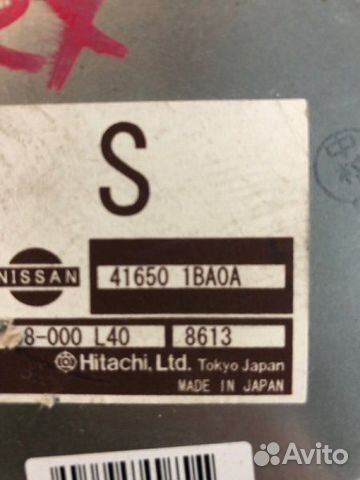 S
NISSAN
41650 1BA0A
8-000 L40 8613
Hitachi, Ltd. Tokyo Japan
MADE IN JAPAN
Avito